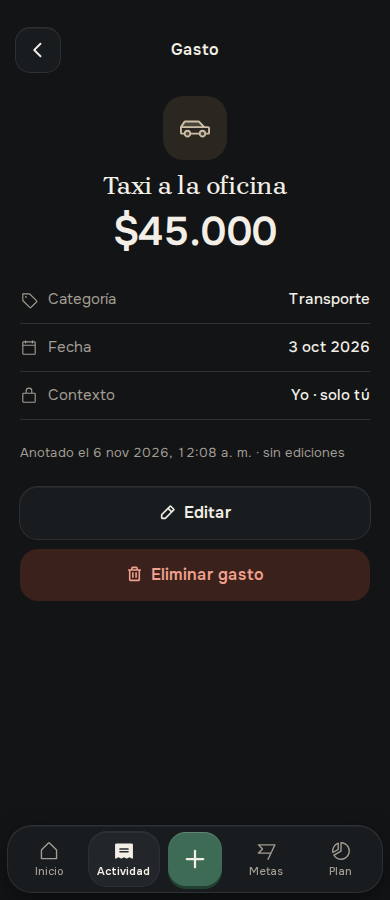 Gasto
Taxi a la oficina
$45.000
Categoría Transporte
Fecha 3 oct 2026
Contexto Yo · solo tú
Anotado el 6 nov 2026, 12:08 a. m. · sin ediciones
Editar
Eliminar gasto
Inicio Actividad Metas Plan